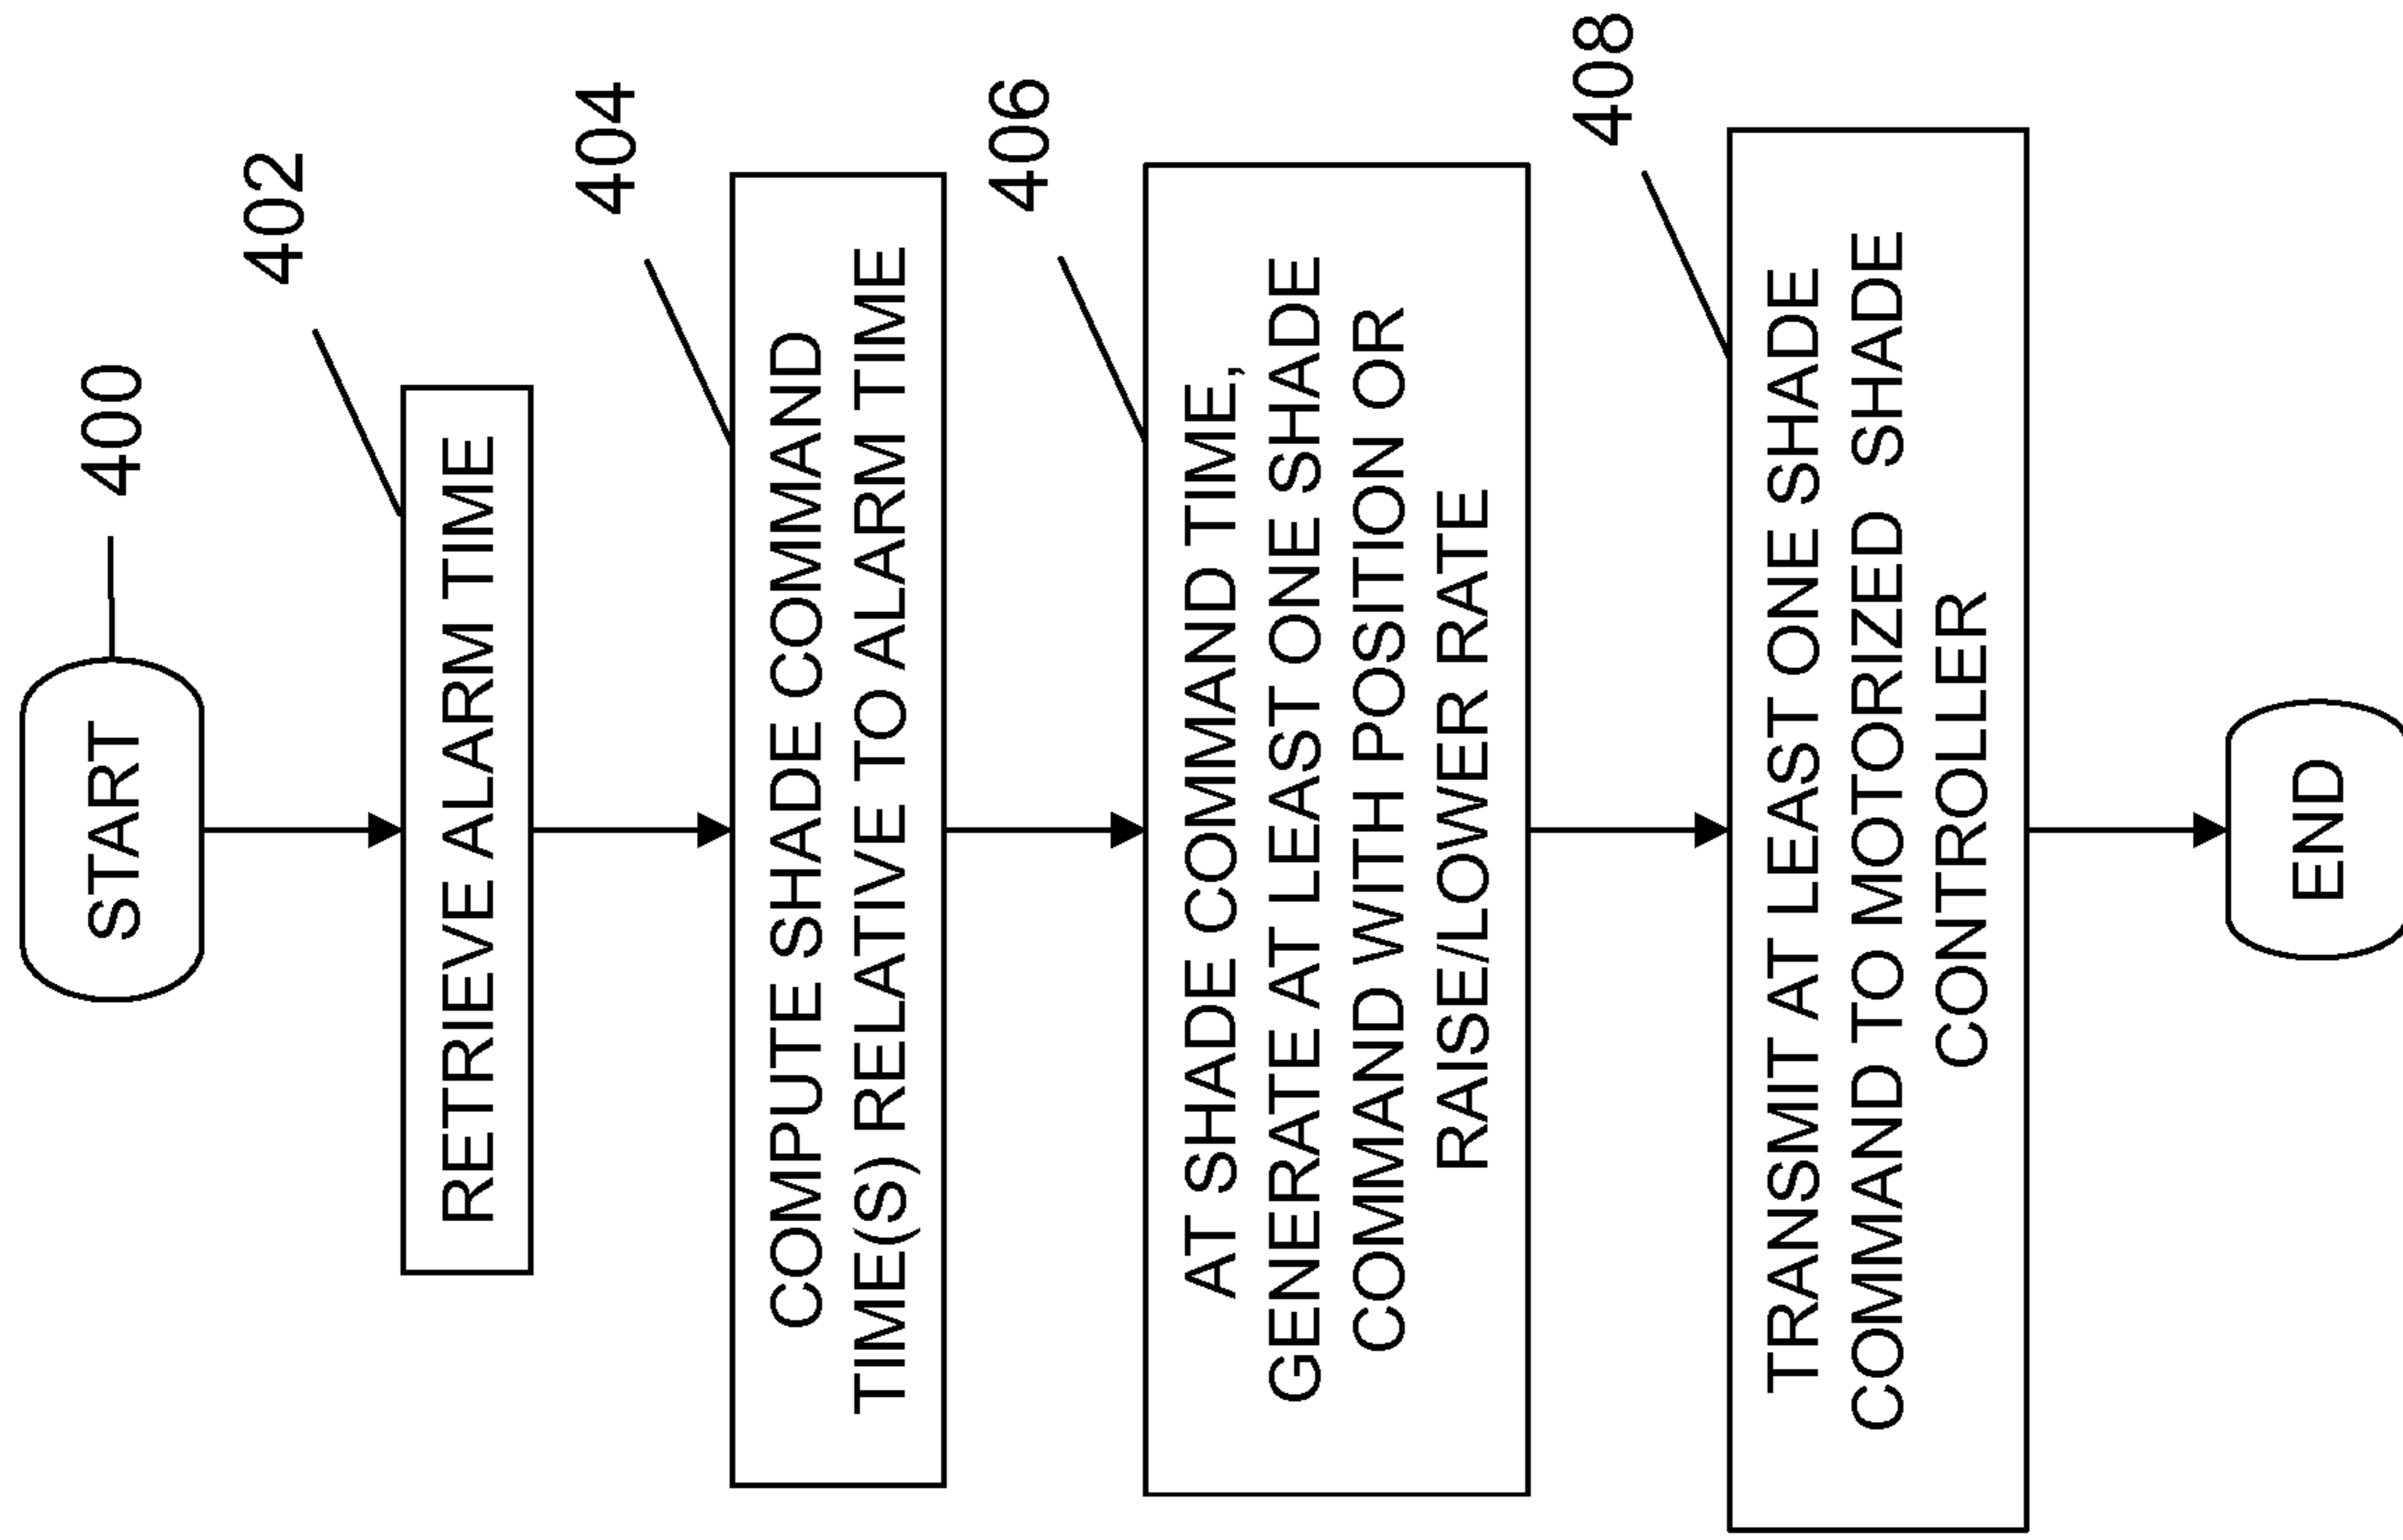 START
400
402
RETRIEVE ALARM TIME
404
COMPUTE SHADE COMMAND
TIME(S) RELATIVE TO ALARM TIME
406
AT SHADE COMMAND TIME,
GENERATE AT LEAST ONE SHADE
COMMAND WITH POSITION OR
RAISE/LOWER RATE
408
TRANSMIT AT LEAST ONE SHADE
COMMAND TO MOTORIZED SHADE
CONTROLLER
END